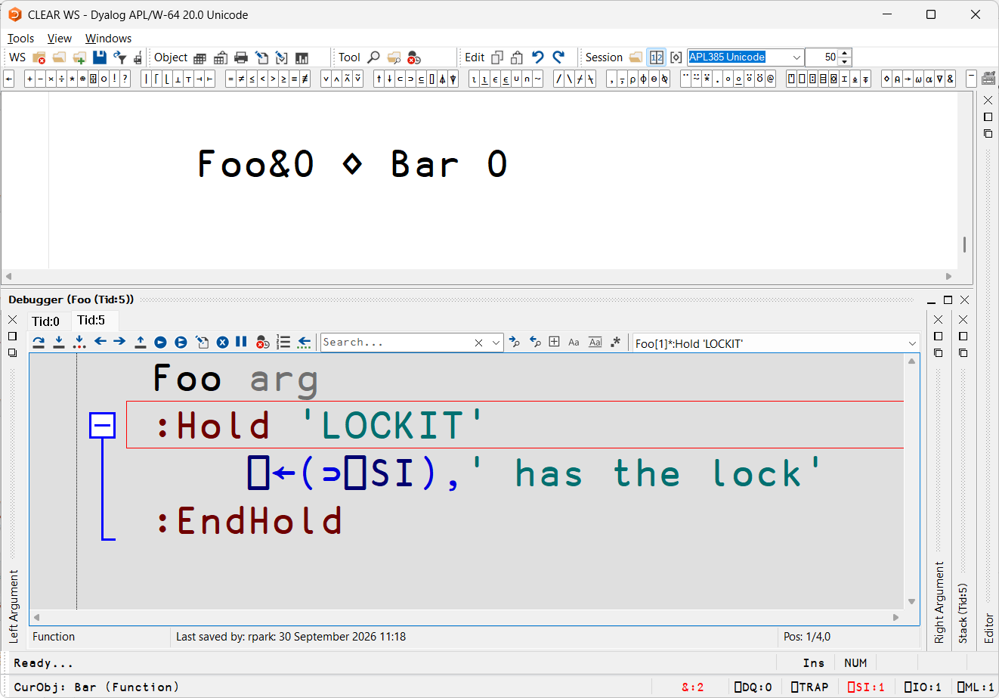 CLEAR WS - Dyalog APL/W-64 20.0 Unicode
Tools View Windows
WS Object Tool Edit Session APL385 Unicode 50
← + - × ÷ * ⍟ ⌹ ○ ! ? | ⌈ ⌊ ⊥ ⊤ ⊣ ⊢ = ≠ ≤ < > ≥ ≡ ≢ ∨ ∧ ⍲ ⍱ ↑ ↓ ⊂ ⊃ ⊆ ⌷ ⍋ ⍒ ⍳ ⍸ ∊ ⍷ ∪ ∩ ~ / \ ⌿ ⍀ , ⍪ ⍴ ⌽ ⊖ ⍉ ¨ ⍨ ⍣ . ∘ ⍛ ⍤ ⍥ @ ⍞ ⎕ ⍠ ⌸ ⌺ ⌶ ⍎ ⍕ ⋄ ⍝ → ⍵ ⍺ ∇ & ¯
Foo&0 ⋄ Bar 0
Debugger (Foo (Tid:5))
Tid:0 Tid:5
Search... Aa Aa Foo[1]*:Hold 'LOCKIT'
Foo arg
:Hold 'LOCKIT'
⎕←(⊃⎕SI),' has the lock'
:EndHold
Left Argument
Right Argument
Stack (Tid:5)
Editor
Function Last saved by: rpark: 30 September 2026 11:18 Pos: 1/4,0
Ready... Ins NUM
CurObj: Bar (Function) &:2 ⎕DQ:0 ⎕TRAP ⎕SI:1 ⎕IO:1 ⎕ML:1